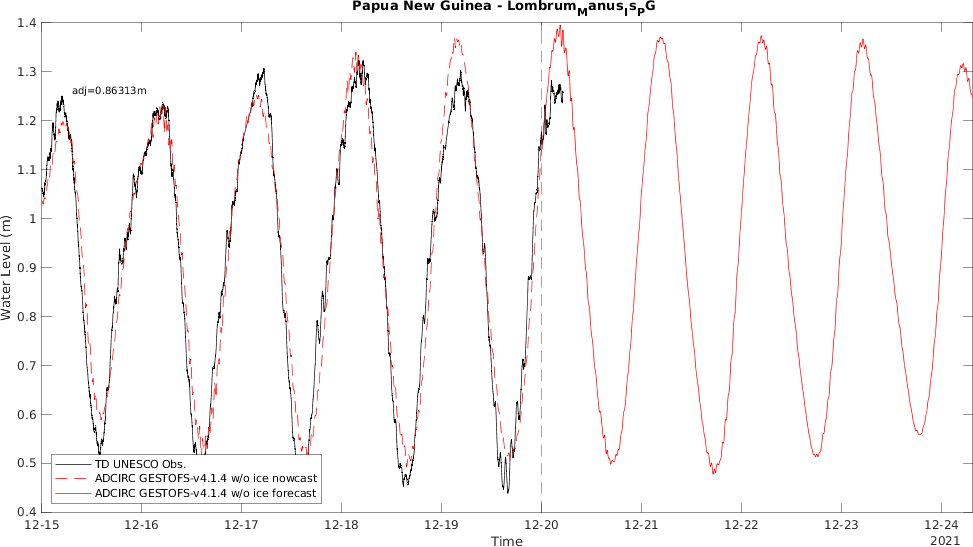 Papua New Guinea - Lombrum_Manus_Is_PG
adj=0.86313m
1.4
1.3
1.2
1.1
1
0.9
0.8
0.7
0.6
0.5
0.4
Water Level (m)
TD UNESCO Obs.
ADCIRC GESTOFS-v4.1.4 w/o ice nowcast
ADCIRC GESTOFS-v4.1.4 w/o ice forecast
12-15 12-16 12-17 12-18 12-19 12-20 12-21 12-22 12-23 12-24
Time 2021